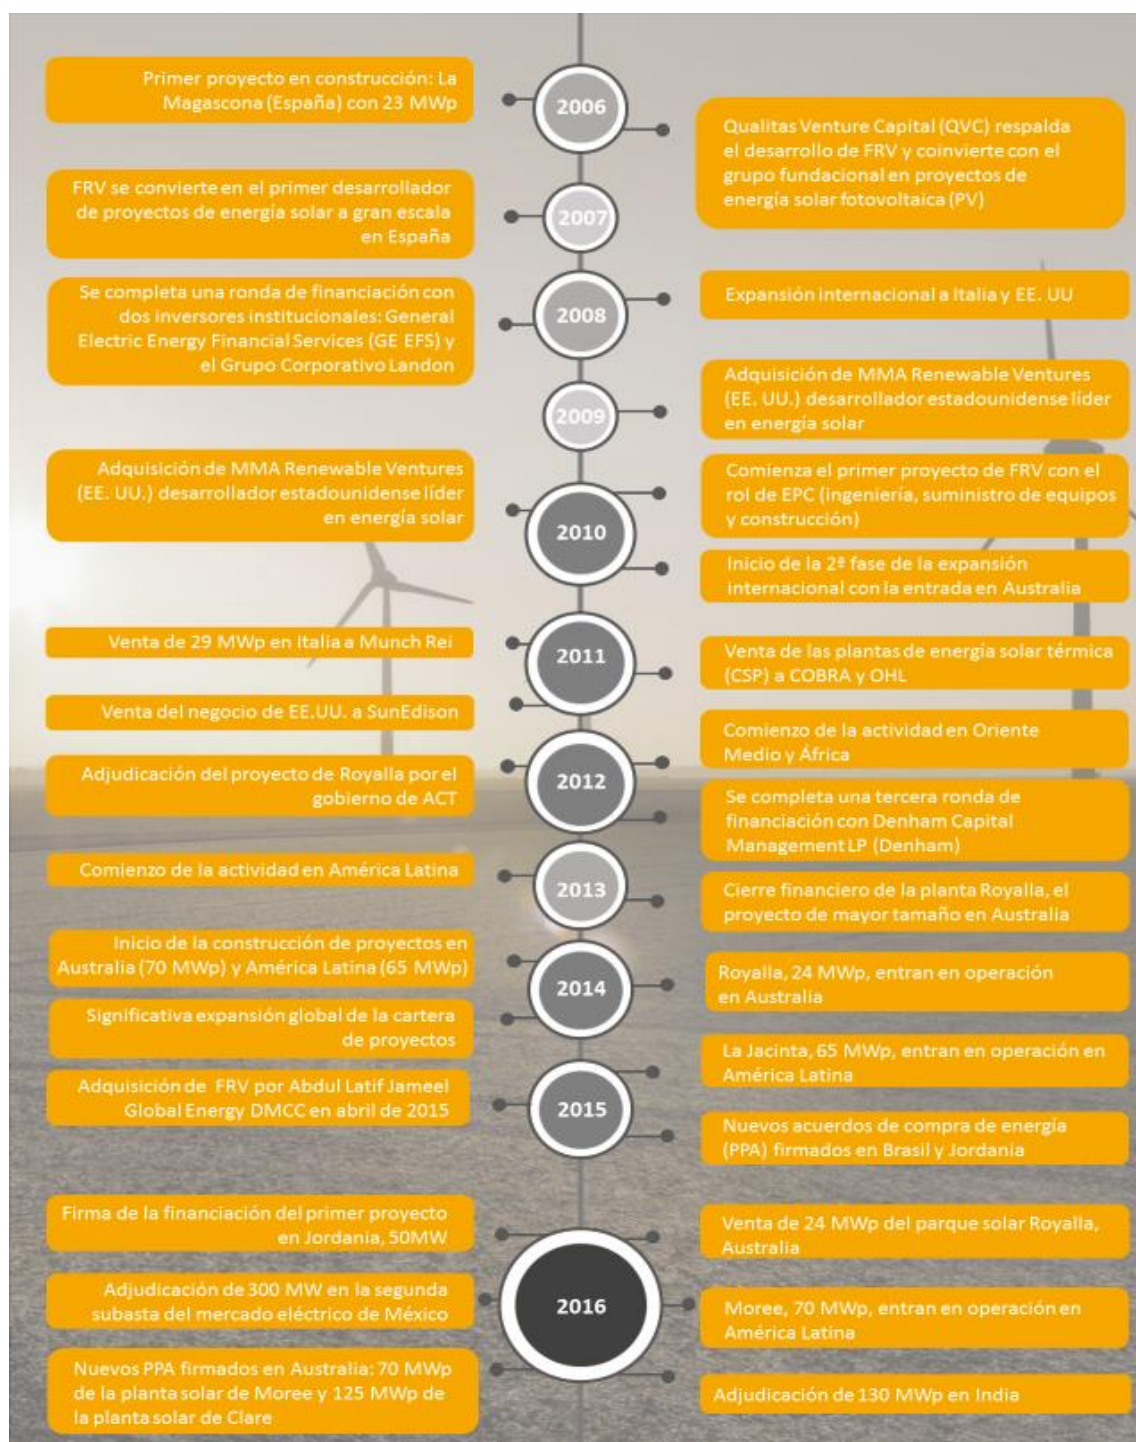 2006
Primer proyecto en construcción: La
Magascona (España) con 23 MWp
Qualitas Venture Capital (QVC) respalda
el desarrollo de FRV y coinvierte con el
grupo fundacional en proyectos de
energía solar fotovoltaica (PV)
2007
FRV se convierte en el primer desarrollador
de proyectos de energía solar a gran escala
en España
2008
Se completa una ronda de financiación con
dos inversores institucionales: General
Electric Energy Financial Services (GE EFS) y
el Grupo Corporativo Landon
Expansión internacional a Italia y EE. UU
2009
Adquisición de MMA Renewable Ventures
(EE. UU.) desarrollador estadounidense líder
en energía solar
2010
Adquisición de MMA Renewable Ventures
(EE. UU.) desarrollador estadounidense líder
en energía solar
Comienza el primer proyecto de FRV con el
rol de EPC (ingeniería, suministro de equipos
y construcción)
Inicio de la 2ª fase de la expansión
internacional con la entrada en Australia
2011
Venta de 29 MWp en Italia a Munch Rei
Venta de las plantas de energía solar térmica
(CSP) a COBRA y OHL
Venta del negocio de EE.UU. a SunEdison
2012
Adjudicación del proyecto de Royalla por el
gobierno de ACT
Comienzo de la actividad en Oriente
Medio y África
Se completa una tercera ronda de
financiación con Denham Capital
Management LP (Denham)
2013
Comienzo de la actividad en América Latina
Cierre financiero de la planta Royalla, el
proyecto de mayor tamaño en Australia
2014
Inicio de la construcción de proyectos en
Australia (70 MWp) y América Latina (65 MWp)
Royalla, 24 MWp, entran en operación
en Australia
Significativa expansión global de la cartera
de proyectos
2015
Adquisición de FRV por Abdul Latif Jameel
Global Energy DMCC en abril de 2015
La Jacinta, 65 MWp, entran en operación en
América Latina
Nuevos acuerdos de compra de energía
(PPA) firmados en Brasil y Jordania
2016
Firma de la financiación del primer proyecto
en Jordania, 50MW
Venta de 24 MWp del parque solar Royalla,
Australia
Adjudicación de 300 MW en la segunda
subasta del mercado eléctrico de México
Moree, 70 MWp, entran en operación en
América Latina
Nuevos PPA firmados en Australia: 70 MWp
de la planta solar de Moree y 125 MWp de
la planta solar de Clare
Adjudicación de 130 MWp en India